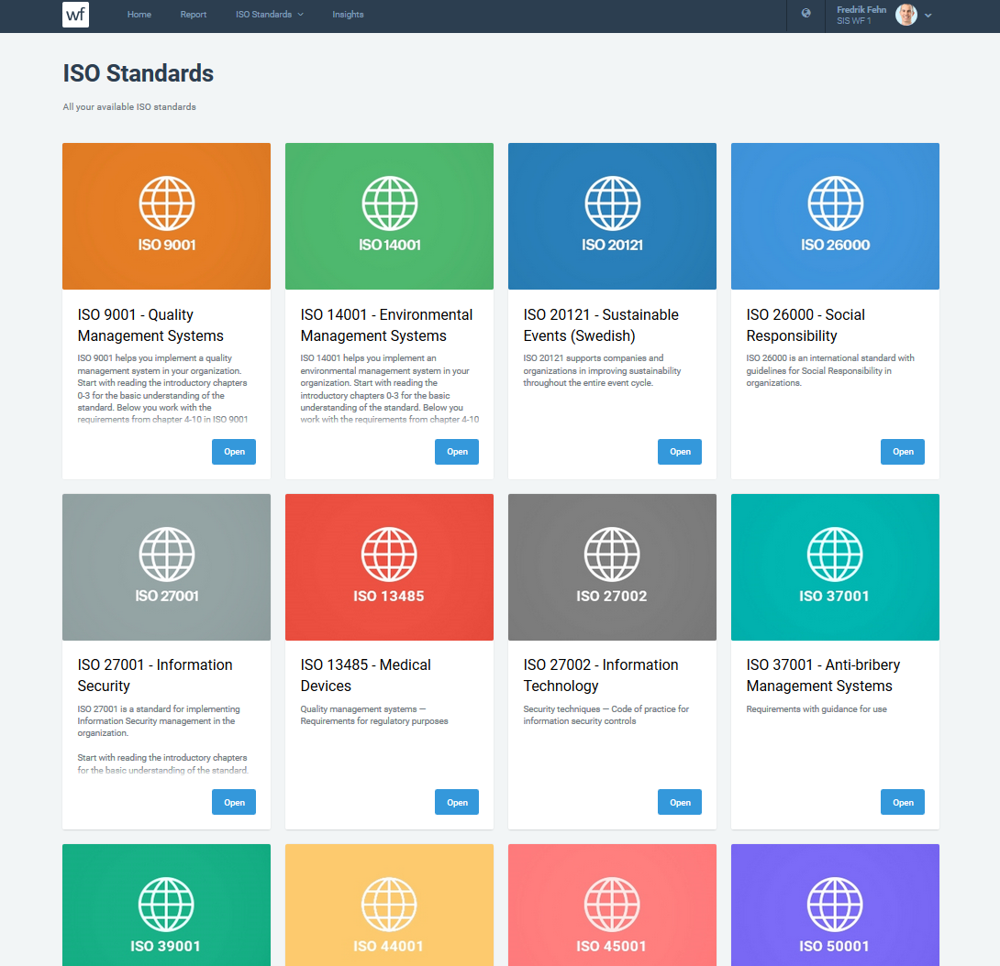 wf
Home
Report
ISO Standards
Insights
Fredrik Fehn
SIS WF 1
ISO Standards
All your available ISO standards
ISO 9001
ISO 14001
ISO 20121
ISO 26000
ISO 9001 - Quality
Management Systems
ISO 9001 helps you implement a quality
management system in your organization.
Start with reading the introductory chapters
0-3 for the basic understanding of the
standard. Below you work with the
requirements from chapter 4-10 in ISO 9001
Open
ISO 14001 - Environmental
Management Systems
ISO 14001 helps you implement an
environmental management system in your
organization. Start with reading the
introductory chapters 0-3 for the basic
understanding of the standard. Below you
work with the requirements from chapter 4-10
Open
ISO 20121 - Sustainable
Events (Swedish)
ISO 20121 supports companies and
organizations in improving sustainability
throughout the entire event cycle.
Open
ISO 26000 - Social
Responsibility
ISO 26000 is an international standard with
guidelines for Social Responsibility in
organizations.
Open
ISO 27001
ISO 13485
ISO 27002
ISO 37001
ISO 27001 - Information
Security
ISO 27001 is a standard for implementing
Information Security management in the
organization.
Start with reading the introductory chapters
for the basic understanding of the standard.
Open
ISO 13485 - Medical
Devices
Quality management systems —
Requirements for regulatory purposes
Open
ISO 27002 - Information
Technology
Security techniques — Code of practice for
information security controls
Open
ISO 37001 - Anti-bribery
Management Systems
Requirements with guidance for use
Open
ISO 39001
ISO 44001
ISO 45001
ISO 50001